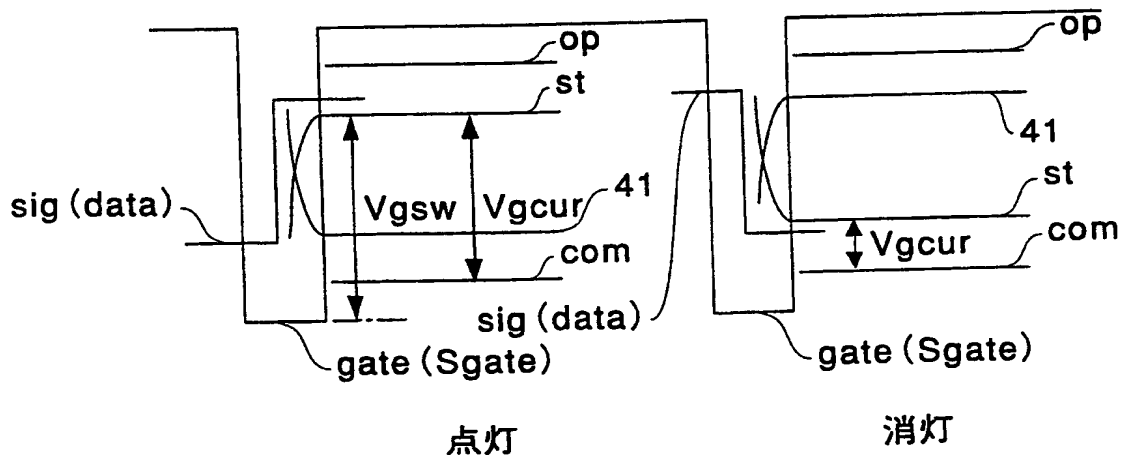 op
st
sig (data)
Vgsw
Vgcur
41
com
gate (Sgate)
点灯
op
41
st
Vgcur
com
sig (data)
gate (Sgate)
消灯